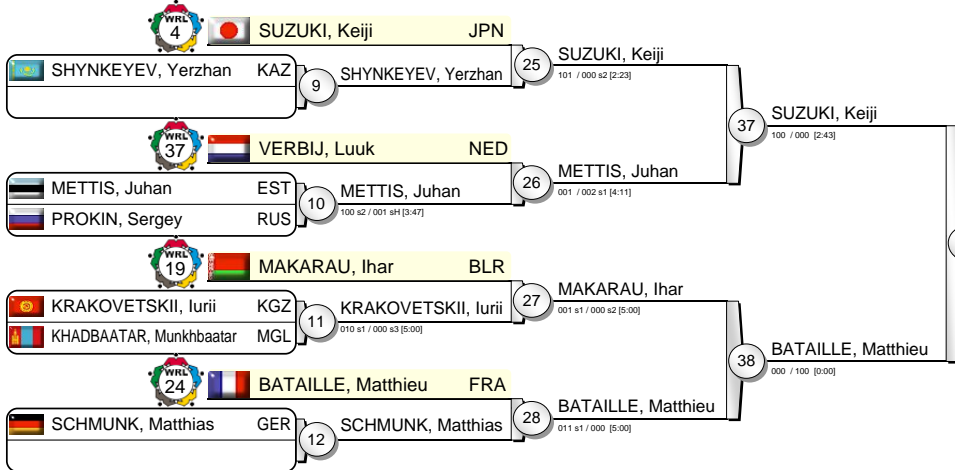 WRL
4
SUZUKI, Keiji JPN
SHYNKEYEV, Yerzhan KAZ
9
SHYNKEYEV, Yerzhan
25
SUZUKI, Keiji
101 / 000 s2 [2:23]
WRL
37
VERBIJ, Luuk NED
METTIS, Juhan EST
PROKIN, Sergey RUS
10
METTIS, Juhan
100 s2 / 001 sH [3:47]
26
METTIS, Juhan
001 / 002 s1 [4:11]
37
SUZUKI, Keiji
100 / 000 [2:43]
WRL
19
MAKARAU, Ihar BLR
KRAKOVETSKII, Iurii KGZ
KHADBAATAR, Munkhbaatar MGL
11
KRAKOVETSKII, Iurii
010 s1 / 000 s3 [5:00]
27
MAKARAU, Ihar
001 s1 / 000 s2 [5:00]
WRL
24
BATAILLE, Matthieu FRA
SCHMUNK, Matthias GER
12
SCHMUNK, Matthias
28
BATAILLE, Matthieu
011 s1 / 000 [5:00]
38
BATAILLE, Matthieu
000 / 100 [0:00]